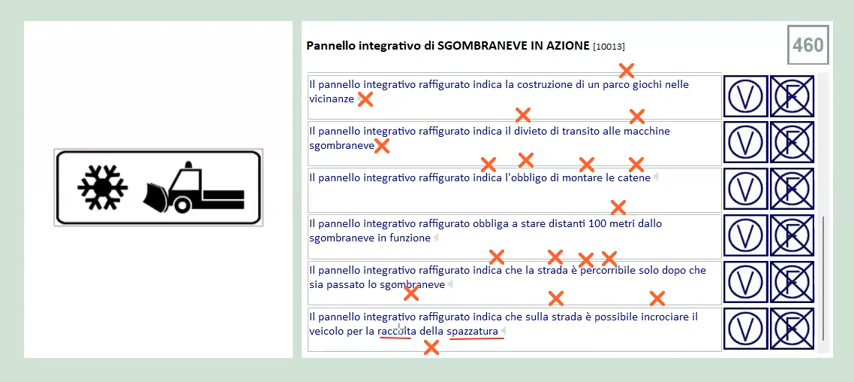 Pannello integrativo di SGOMBRANEVE IN AZIONE [10013]
460
Il pannello integrativo raffigurato indica la costruzione di un parco giochi nelle
vicinanze
V F
Il pannello integrativo raffigurato indica il divieto di transito alle macchine
sgombraneve
V F
Il pannello integrativo raffigurato indica l'obbligo di montare le catene
V F
Il pannello integrativo raffigurato obbliga a stare distanti 100 metri dallo
sgombraneve in funzione
V F
Il pannello integrativo raffigurato indica che la strada è percorribile solo dopo che
sia passato lo sgombraneve
V F
Il pannello integrativo raffigurato indica che sulla strada è possibile incrociare il
veicolo per la raccolta della spazzatura
V F